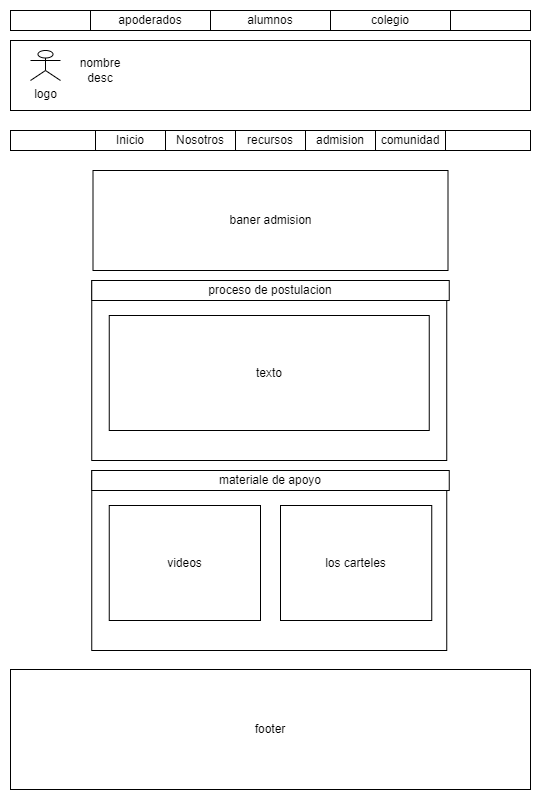 apoderados
alumnos
colegio
nombre
desc
logo
Inicio
Nosotros
recursos
admision
comunidad
baner admision
proceso de postulacion
texto
materiale de apoyo
videos
los carteles
footer